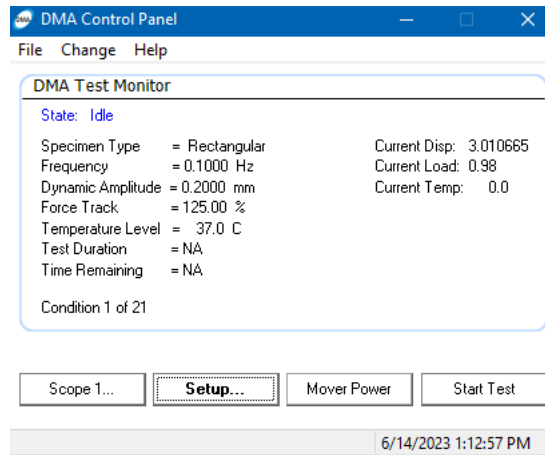 DMA DMA Control Panel
File Change Help
DMA Test Monitor
State: Idle
Specimen Type = Rectangular
Frequency = 0.1000 Hz
Dynamic Amplitude = 0.2000 mm
Force Track = 125.00 %
Temperature Level = 37.0 C
Test Duration = NA
Time Remaining = NA
Condition 1 of 21
Current Disp: 3.010665
Current Load: 0.98
Current Temp: 0.0
Scope 1... Setup... Mover Power Start Test
6/14/2023 1:12:57 PM